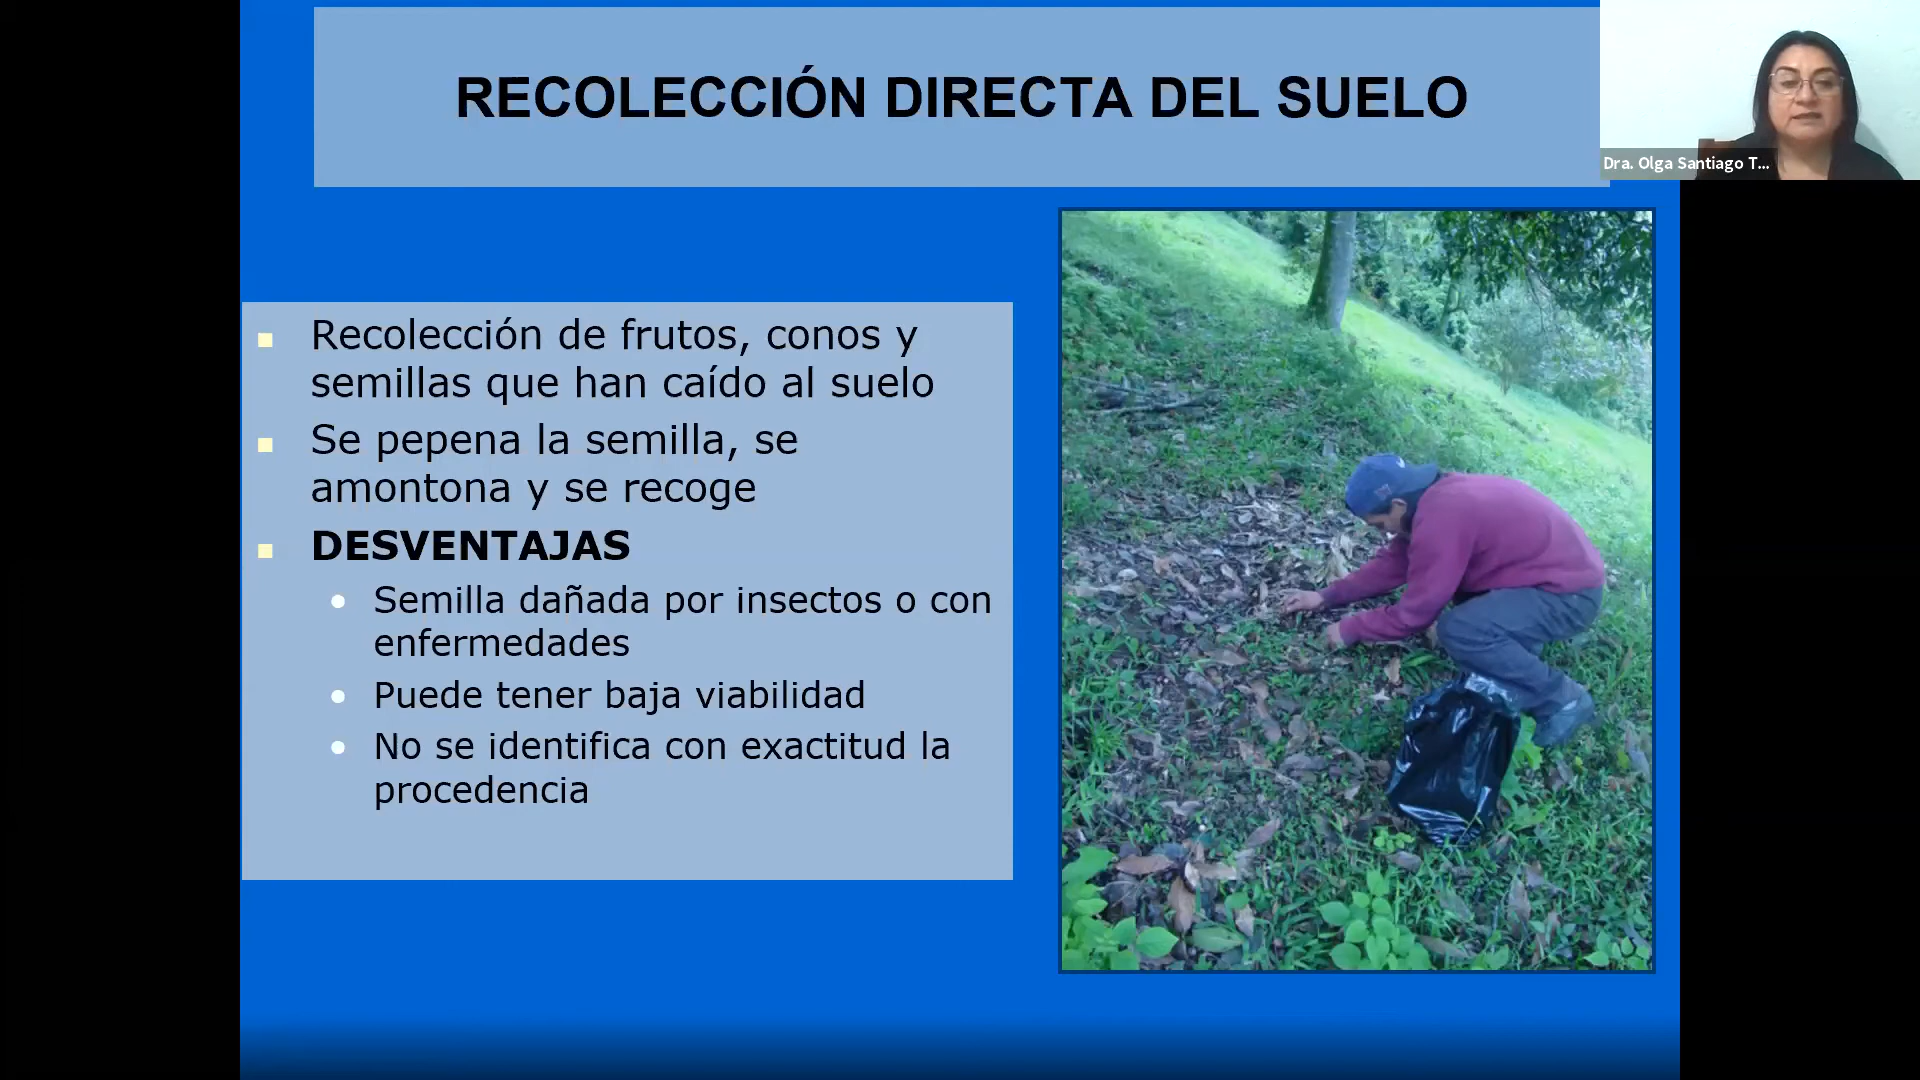 RECOLECCIÓN DIRECTA DEL SUELO
Dra. Olga Santiago T...
Recolección de frutos, conos y
semillas que han caído al suelo
Se pepena la semilla, se
amontona y se recoge
DESVENTAJAS
Semilla dañada por insectos o con
enfermedades
Puede tener baja viabilidad
No se identifica con exactitud la
procedencia